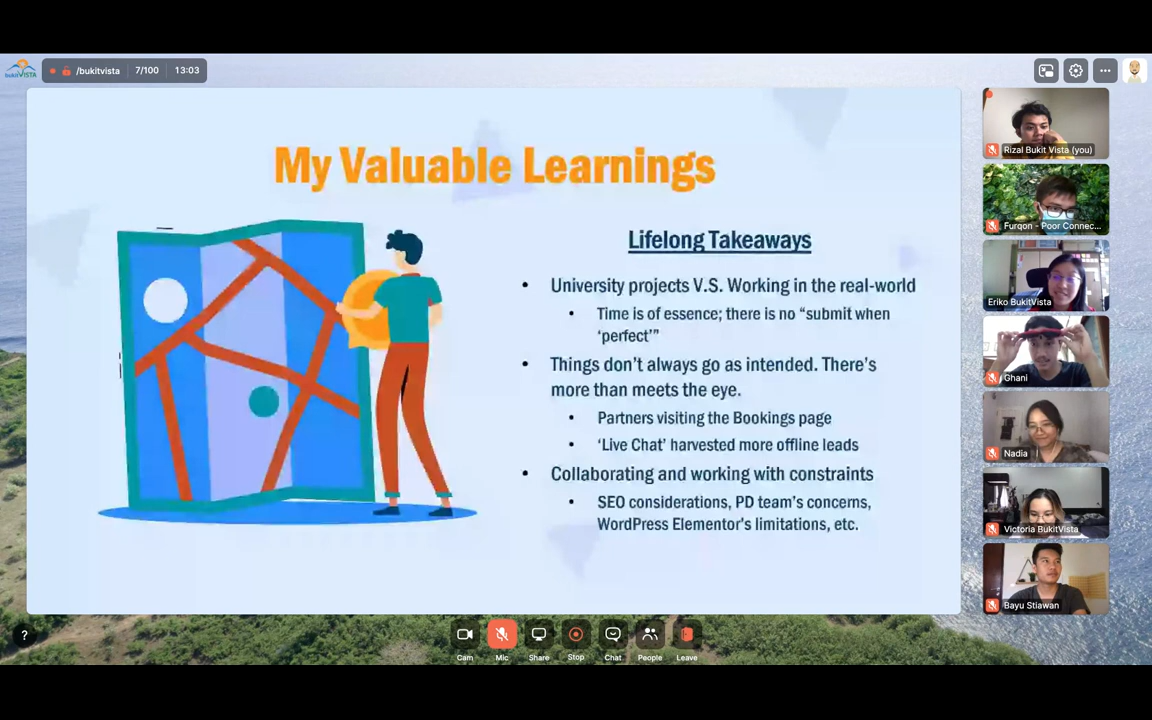 bukitVISTA
/bukitvista
7/100
13:03
My Valuable Learnings
Lifelong Takeaways
• University projects V.S. Working in the real-world
• Time is of essence; there is no “submit when
‘perfect’”
• Things don’t always go as intended. There’s
more than meets the eye.
• Partners visiting the Bookings page
• ‘Live Chat’ harvested more offline leads
• Collaborating and working with constraints
• SEO considerations, PD team’s concerns,
WordPress Elementor’s limitations, etc.
Rizal Bukit Vista (you)
Furqon - Poor Connec...
Eriko BukitVista
Ghani
Nadia
Victoria BukitVista
Bayu Stiawan
?
Cam
Mic
Share
Stop
Chat
People
Leave